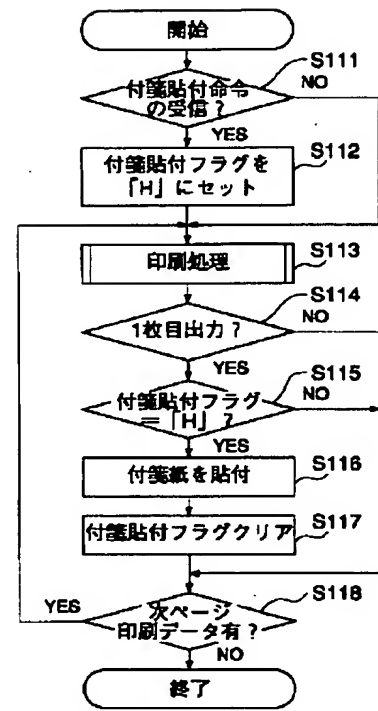 開始
S111
付箋貼付命令
の受信?
NO
YES
付箋貼付フラグを
「H」にセット
S112
印刷処理
S113
S114
1枚目出力?
NO
YES
S115
付箋貼付フラグ
=「H」?
NO
YES
付箋紙を貼付
S116
付箋貼付フラグクリア
S117
S118
YES
次ページ
印刷データ有?
NO
終了